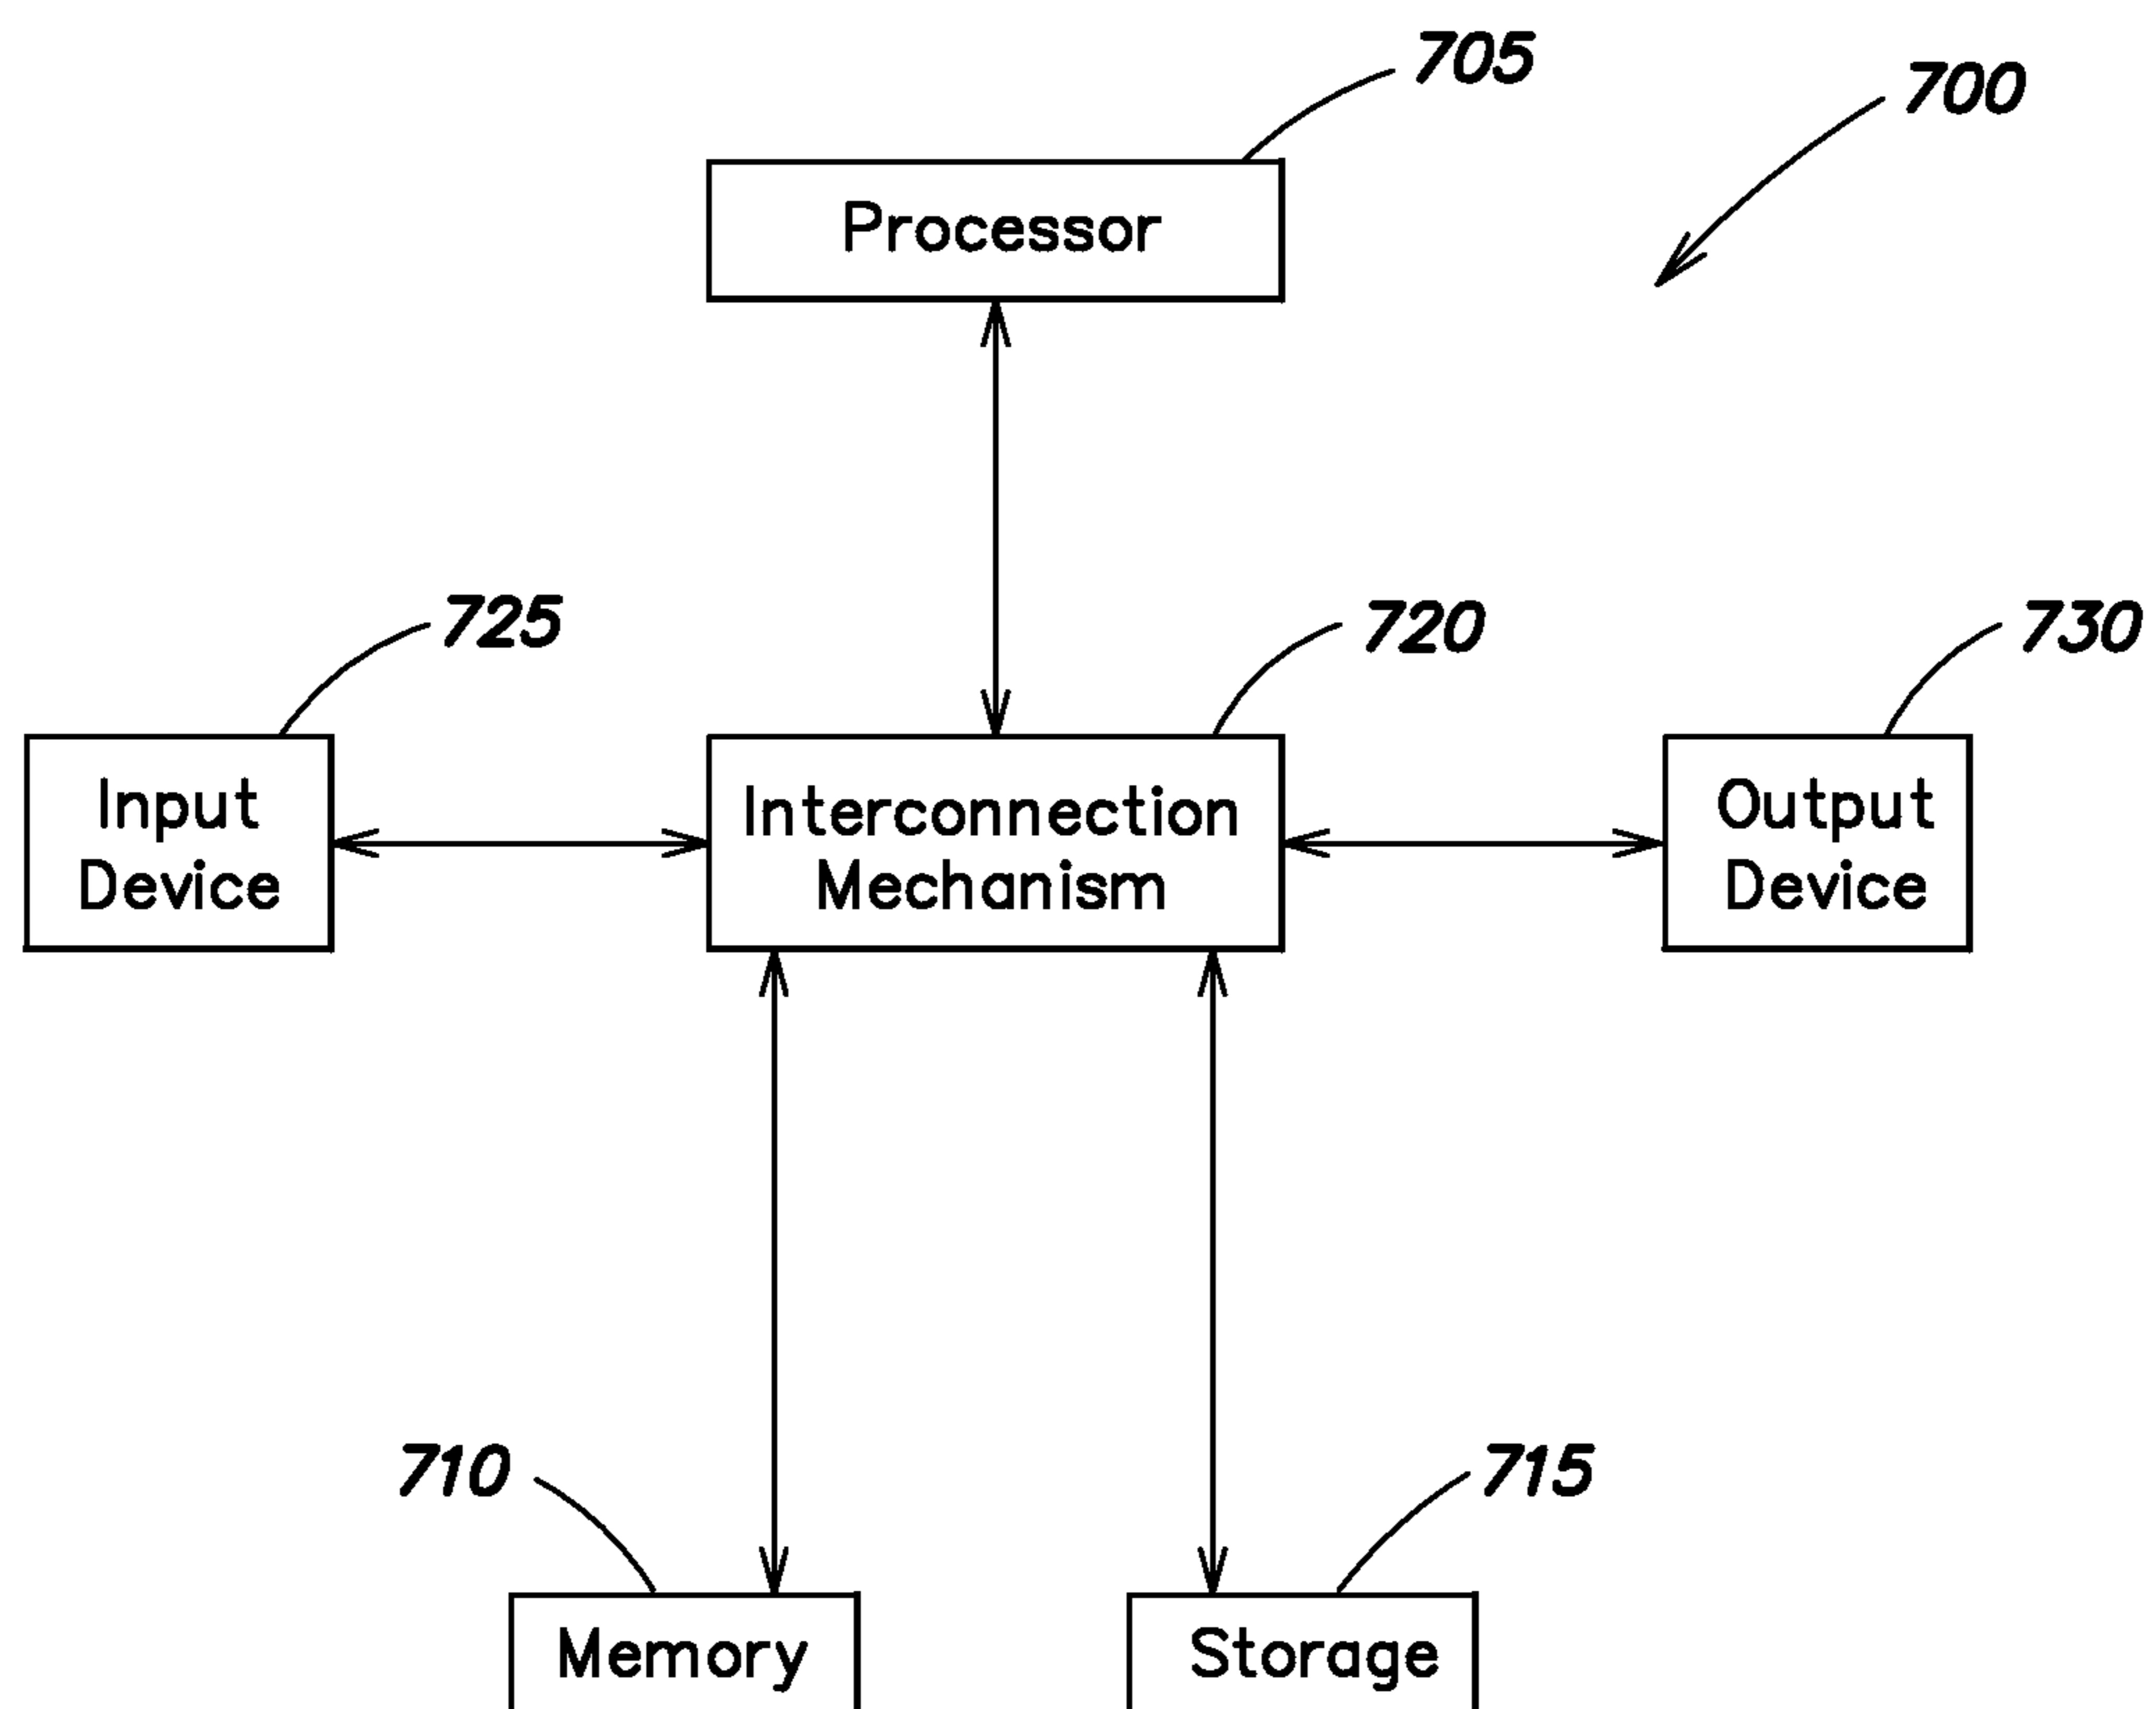 705
700
Processor
725
720
730
Input
Device
Interconnection
Mechanism
Output
Device
710
715
Memory
Storage